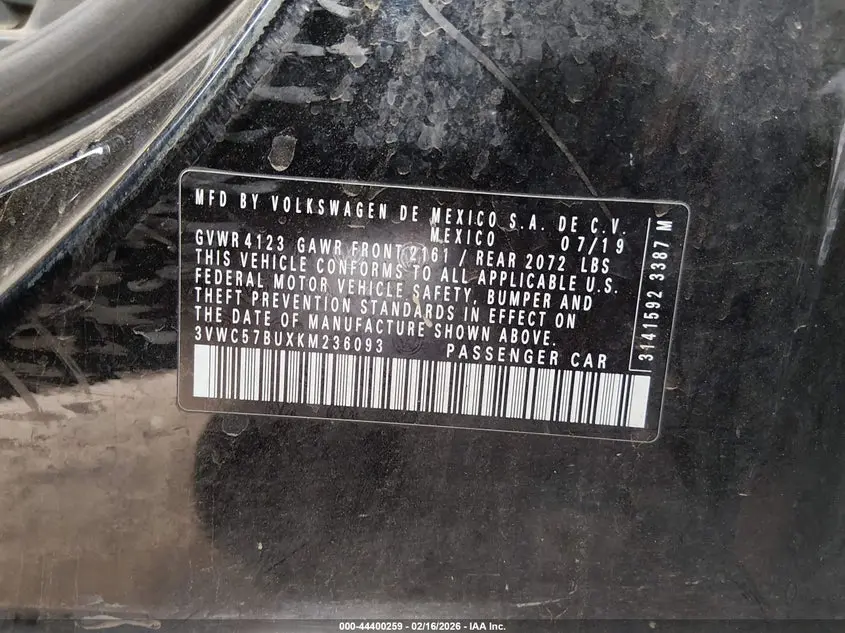 MFD BY VOLKSWAGEN DE MEXICO S.A. DE C.V.
MEXICO 07/19
GVWR 4123 GAWR FRONT 2161 / REAR 2072 LBS
THIS VEHICLE CONFORMS TO ALL APPLICABLE U.S.
FEDERAL MOTOR VEHICLE SAFETY, BUMPER AND
THEFT PREVENTION STANDARDS IN EFFECT ON
THE DATE OF MANUFACTURE SHOWN ABOVE.
3VWC57BUXKM236093 PASSENGER CAR
3141592 3387 M
000-44400259 - 02/16/2026 - IAA Inc.